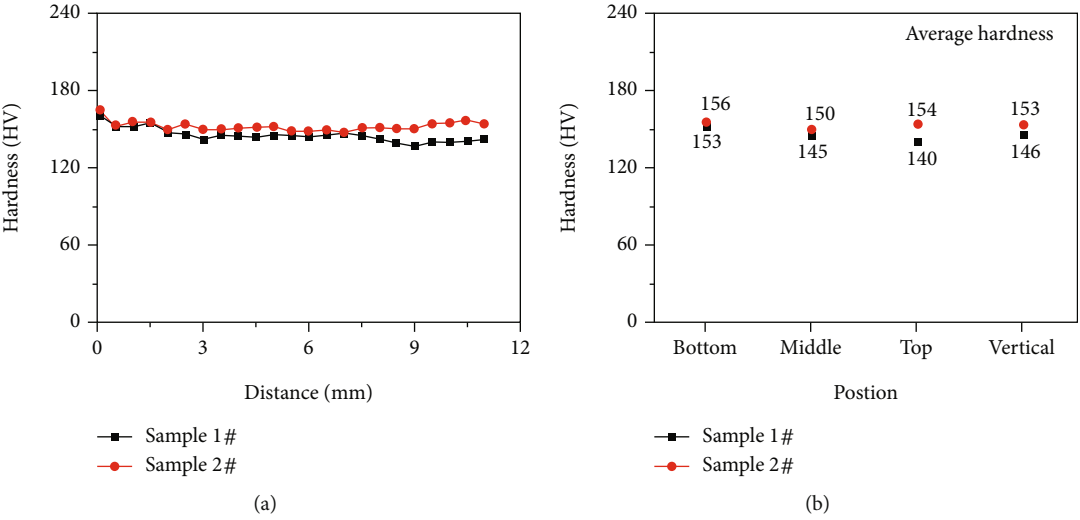 240
180
120
60
0
Hardness (HV)
0 3 6 9 12
Distance (mm)
Sample 1#
Sample 2#
(a)
240
180
120
60
0
Hardness (HV)
Average hardness
156
153
150
145
154
140
153
146
Bottom Middle Top Vertical
Postion
Sample 1#
Sample 2#
(b)